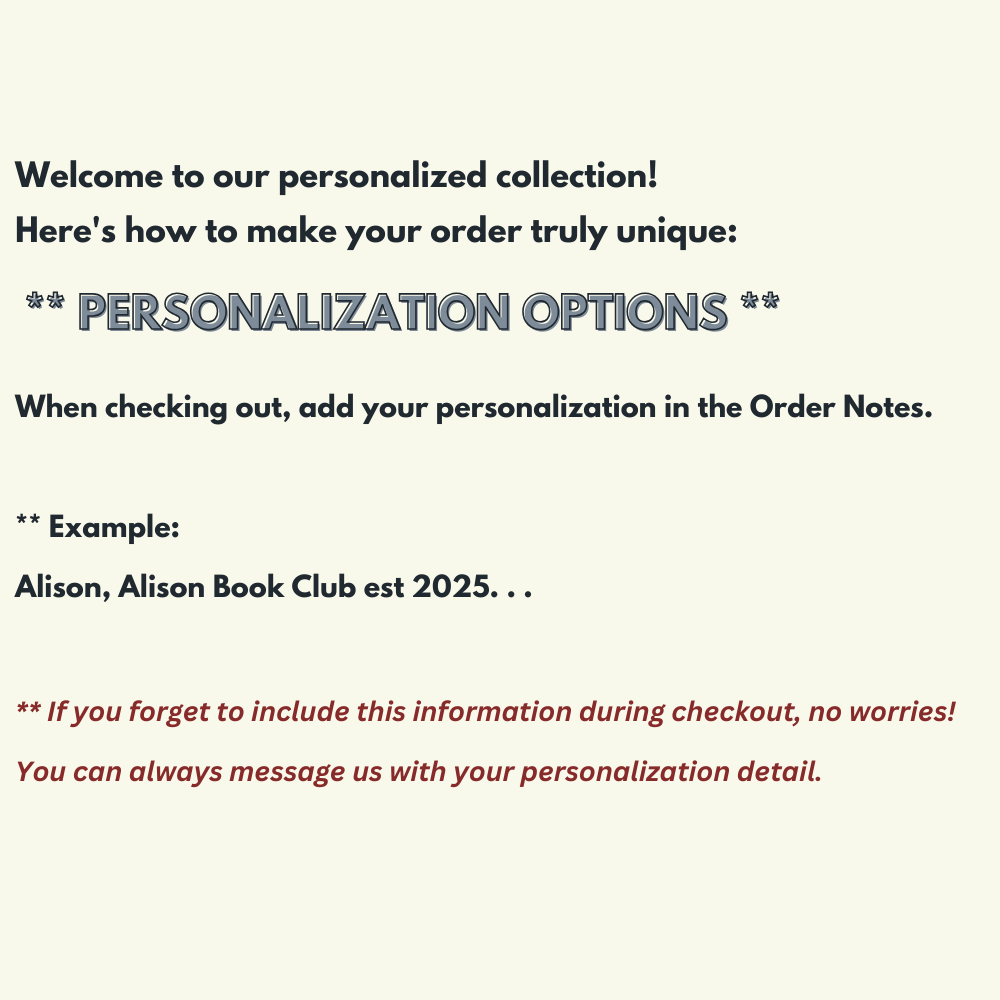 Welcome to our personalized collection!
Here's how to make your order truly unique:
** PERSONALIZATION OPTIONS **
When checking out, add your personalization in the Order Notes.
** Example:
Alison, Alison Book Club est 2025. . .
** If you forget to include this information during checkout, no worries!
You can always message us with your personalization detail.